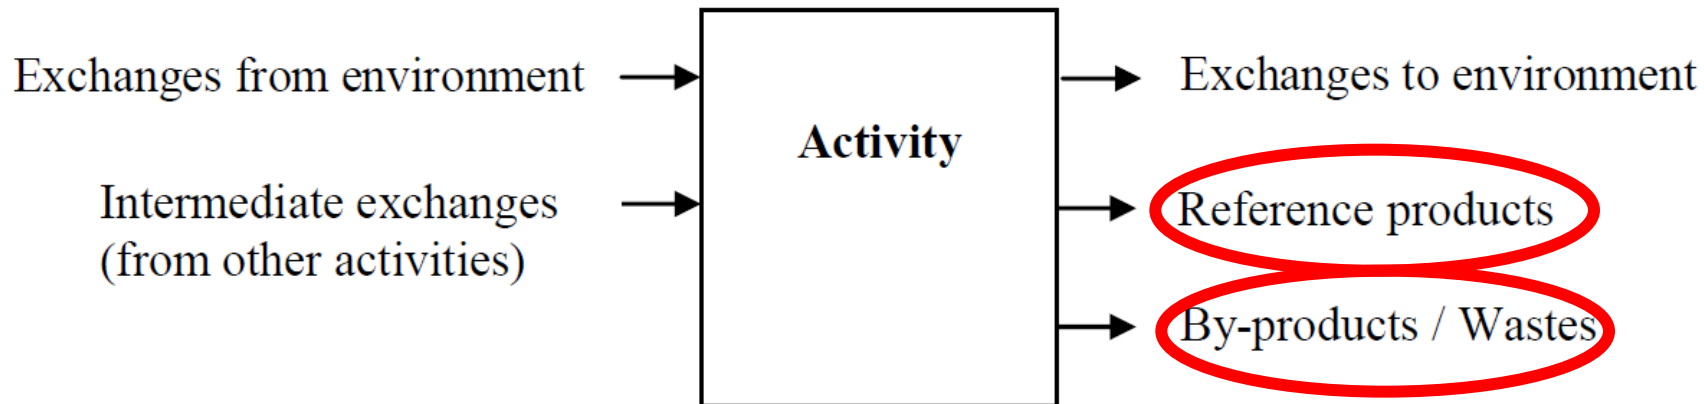 Exchanges from environment
Intermediate exchanges
(from other activities)
Activity
Exchanges to environment
Reference products
By-products / Wastes